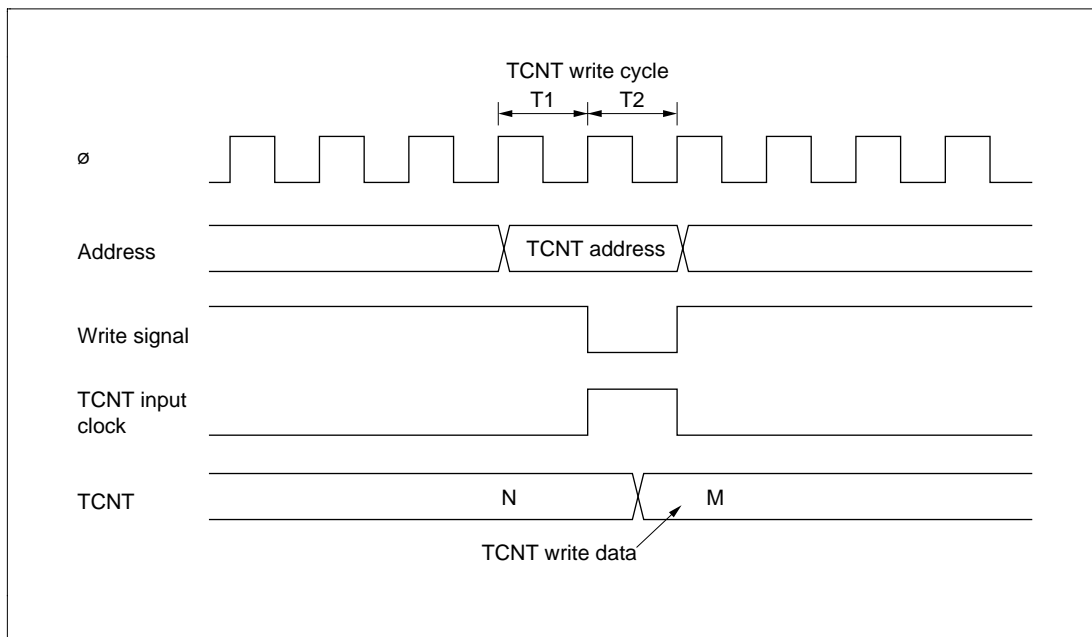 TCNT write cycle
T1 T2
ø
Address
TCNT address
Write signal
TCNT input
clock
TCNT
N
M
TCNT write data